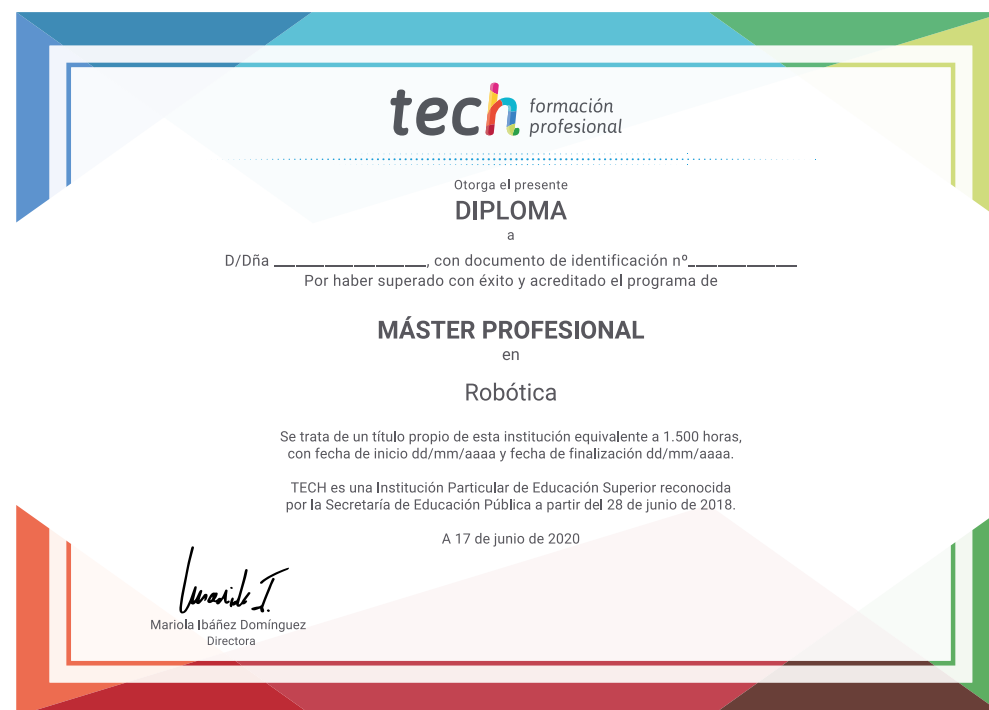 tech formación
profesional
Otorga el presente
DIPLOMA
a
D/Dña ____________________, con documento de identificación nº______________
Por haber superado con éxito y acreditado el programa de
MÁSTER PROFESIONAL
en
Robótica
Se trata de un título propio de esta institución equivalente a 1.500 horas,
con fecha de inicio dd/mm/aaaa y fecha de finalización dd/mm/aaaa.
TECH es una Institución Particular de Educación Superior reconocida
por la Secretaría de Educación Pública a partir del 28 de junio de 2018.
A 17 de junio de 2020
Mariola Ibáñez Domínguez
Directora